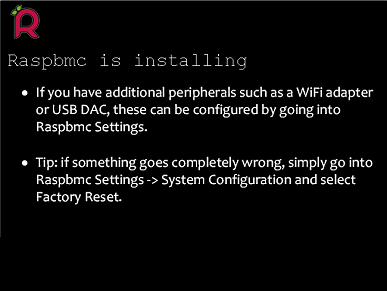 Raspbmc is installing
• If you have additional peripherals such as a WiFi adapter
or USB DAC, these can be configured by going into
Raspbmc Settings.
• Tip: if something goes completely wrong, simply go into
Raspbmc Settings -> System Configuration and select
Factory Reset.